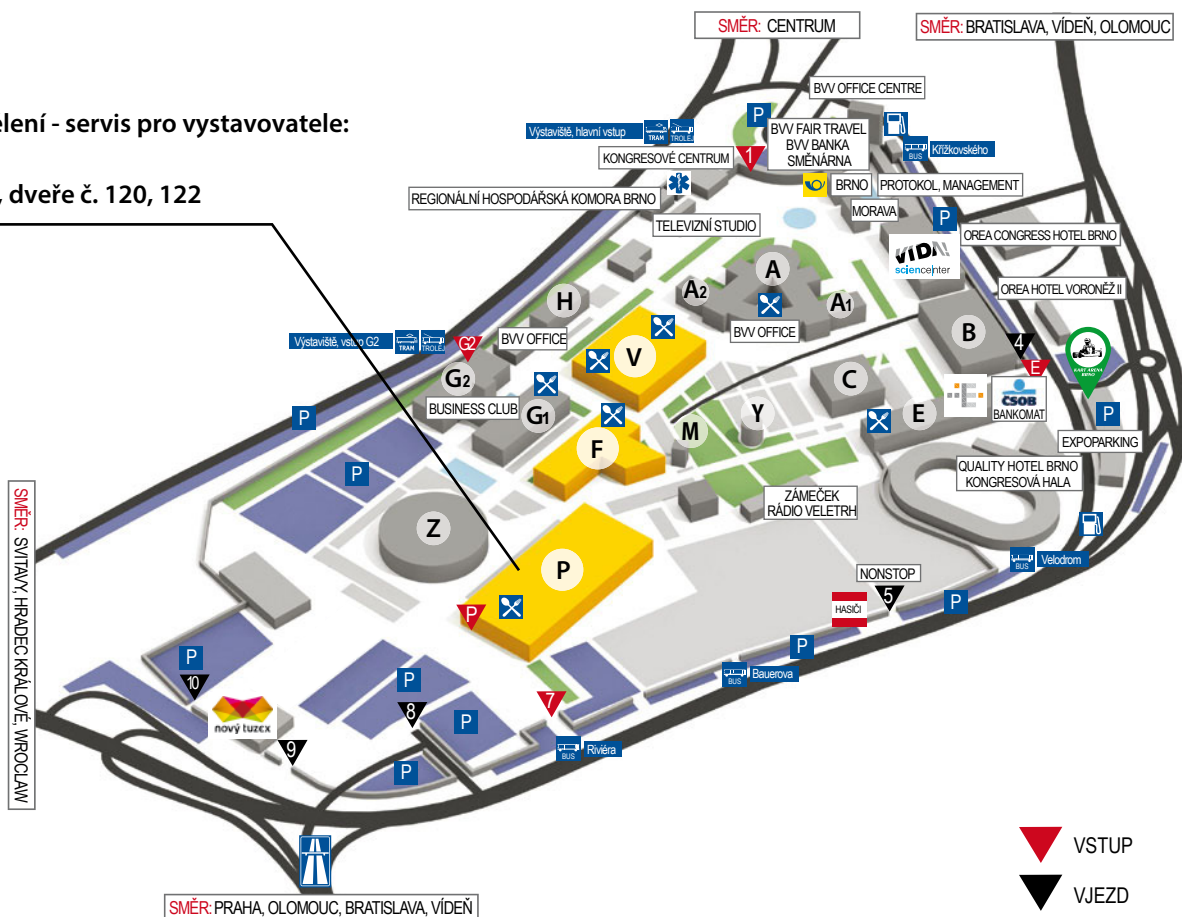 SMĚR: CENTRUM
SMĚR: BRATISLAVA, VÍDEŇ, OLOMOUC
BVV OFFICE CENTRE
P
elení - servis pro vystavovatele:
, dveře č. 120, 122
Výstaviště, hlavní vstup
TRAM
TROLEJ
BVV FAIR TRAVEL
BVV BANKA
SMĚNÁRNA
BUS
Křížkovského
1
KONGRESOVÉ CENTRUM
BRNO
PROTOKOL, MANAGEMENT
REGIONÁLNÍ HOSPODÁŘSKÁ KOMORA BRNO
MORAVA
P
TELEVIZNÍ STUDIO
OREA CONGRESS HOTEL BRNO
VIDA!
sciencenter
A
A2
A1
H
OREA HOTEL VORONĚŽ II
BVV OFFICE
B
4
Výstaviště, vstup G2
TRAM
TROLEJ
G2
BVV OFFICE
V
E
KART ARENA
BRNO
G2
C
ČSOB
BANKOMAT
BUSINESS CLUB
G1
Y
E
P
M
EXPOPARKING
P
F
P
QUALITY HOTEL BRNO
KONGRESOVÁ HALA
ZÁMEČEK
RÁDIO VELETRH
Z
P
BUS
Velodrom
NONSTOP
5
HASIČI
P
P
P
SMĚR: SVITAVY, HRADEC KRÁLOVÉ, WROCLAW
P
BUS
Bauerova
10
P
nový tuzex
8
7
P
9
BUS
Riviéra
P
VSTUP
VJEZD
SMĚR: PRAHA, OLOMOUC, BRATISLAVA, VÍDEŇ